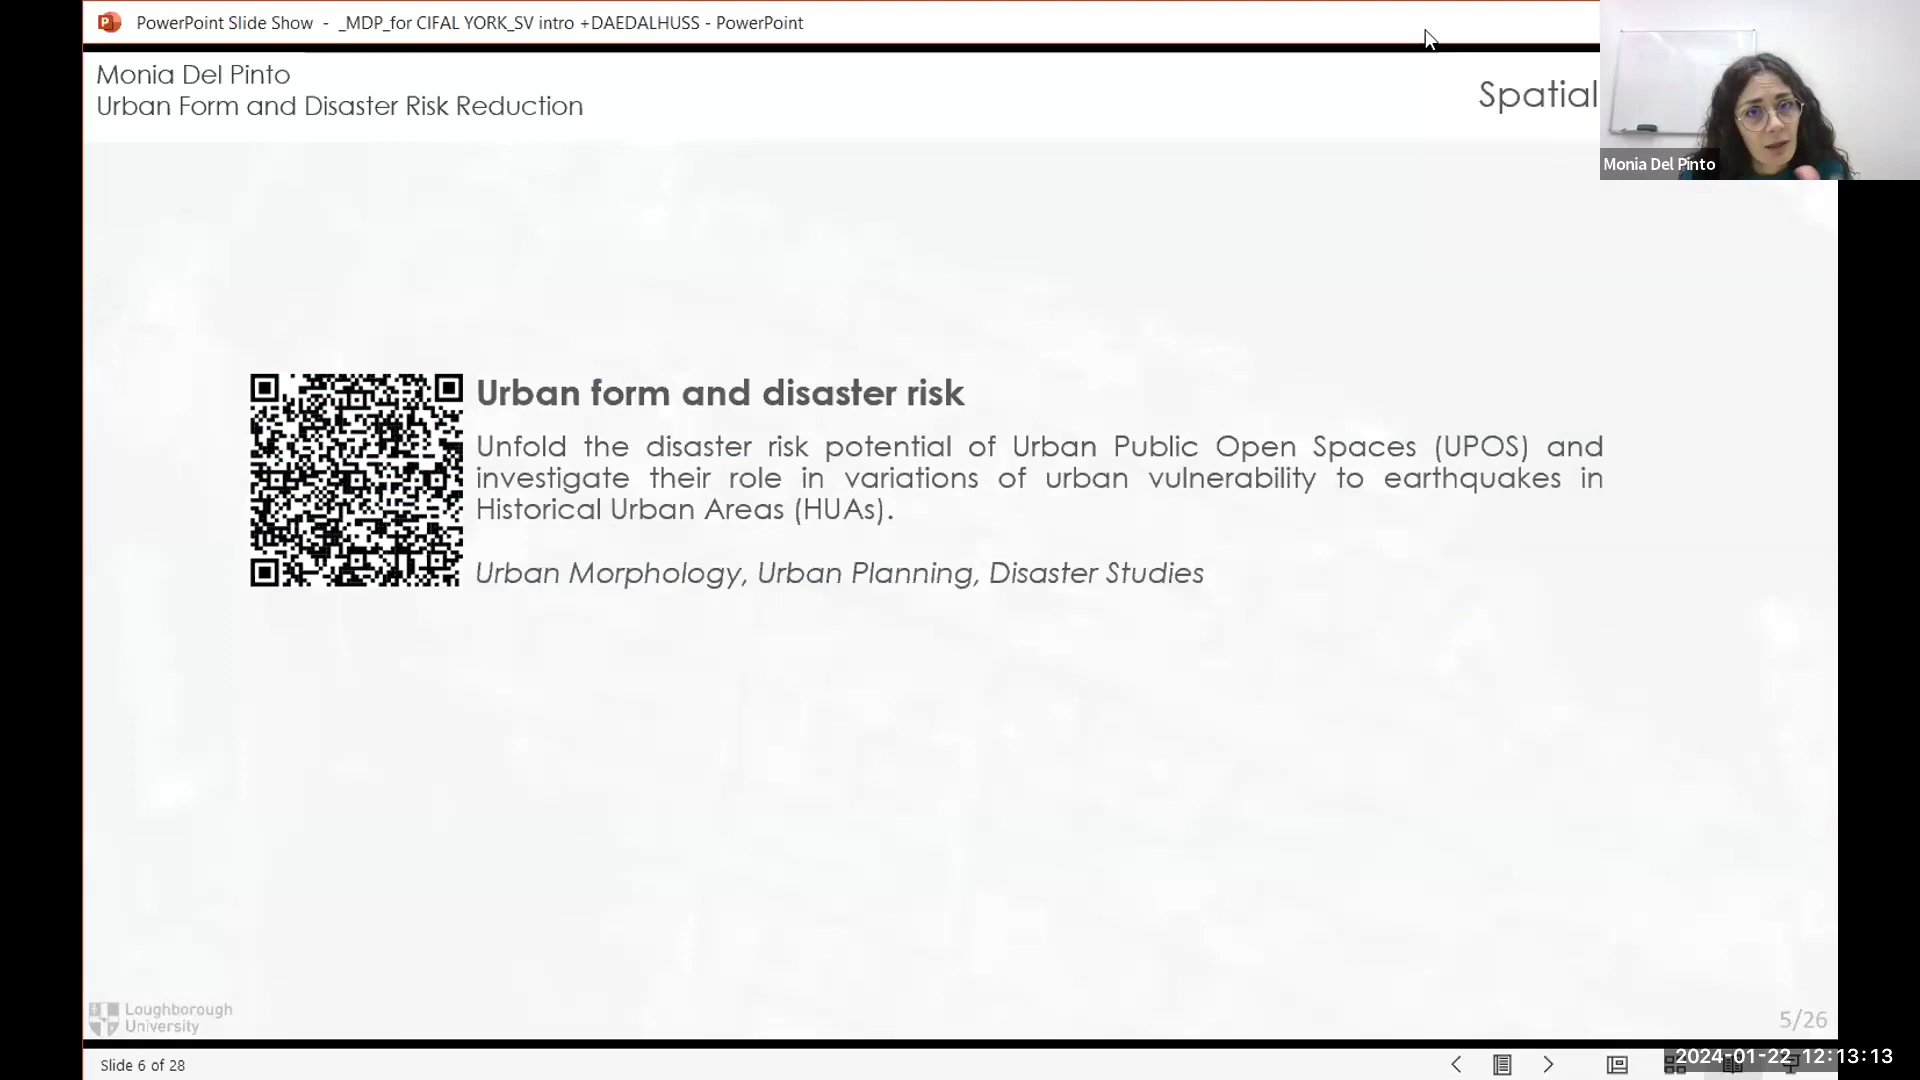 PowerPoint Slide Show - _MDP_for CIFAL YORK_SV intro +DAEDALHUSS - PowerPoint
Monia Del Pinto
Urban Form and Disaster Risk Reduction
Spatial
Monia Del Pinto
Urban form and disaster risk
Unfold the disaster risk potential of Urban Public Open Spaces (UPOS) and
investigate their role in variations of urban vulnerability to earthquakes in
Historical Urban Areas (HUAs).
Urban Morphology, Urban Planning, Disaster Studies
Loughborough
University
5/26
Slide 6 of 28
2024-01-22 12:13:13